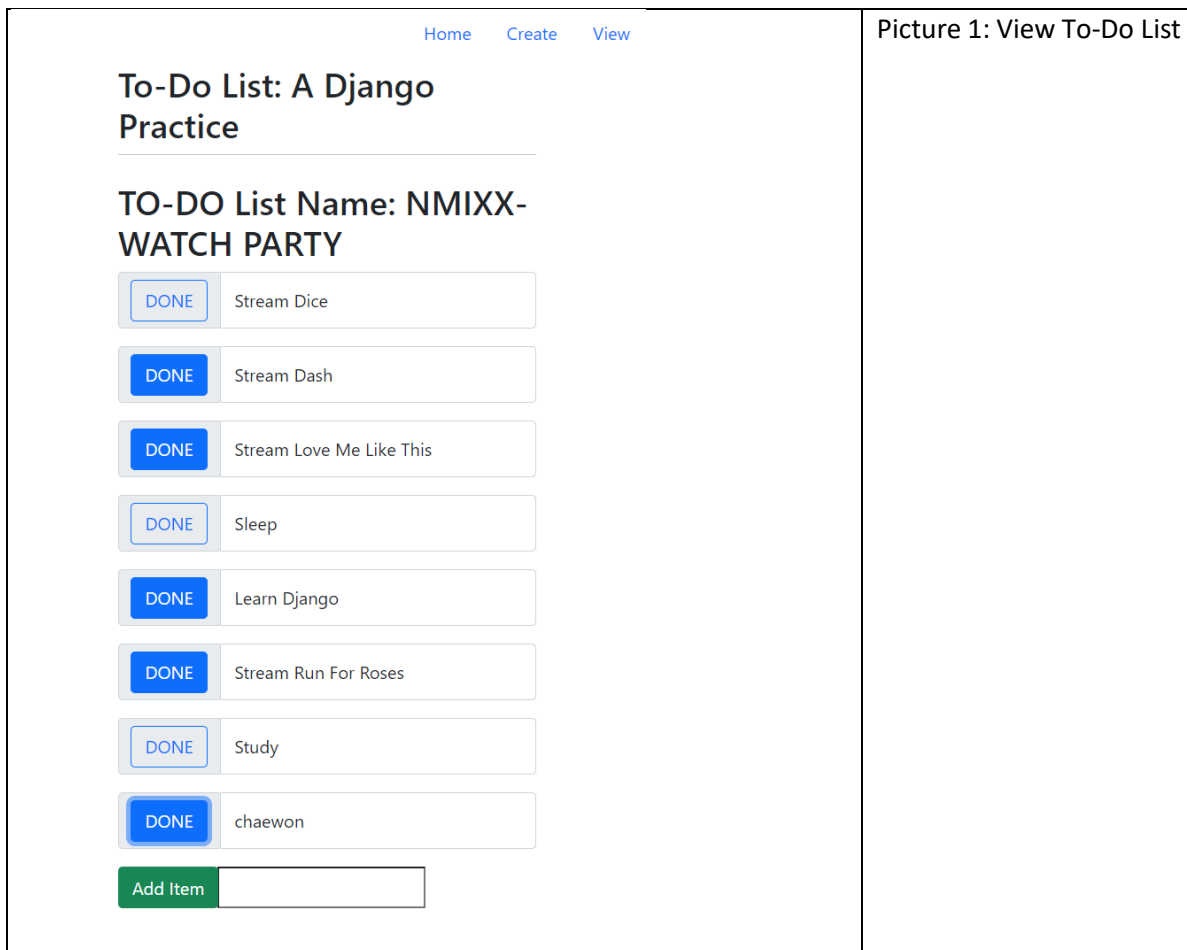 Home Create View
Picture 1: View To-Do List
To-Do List: A Django
Practice
TO-DO List Name: NMIXX-
WATCH PARTY
DONE Stream Dice
DONE Stream Dash
DONE Stream Love Me Like This
DONE Sleep
DONE Learn Django
DONE Stream Run For Roses
DONE Study
DONE chaewon
Add Item